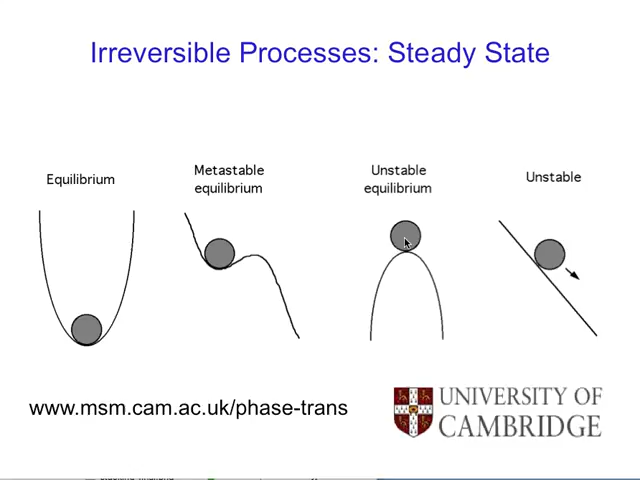 Irreversible Processes: Steady State
Equilibrium
Metastable
equilibrium
Unstable
equilibrium
Unstable
www.msm.cam.ac.uk/phase-trans
UNIVERSITY OF
CAMBRIDGE